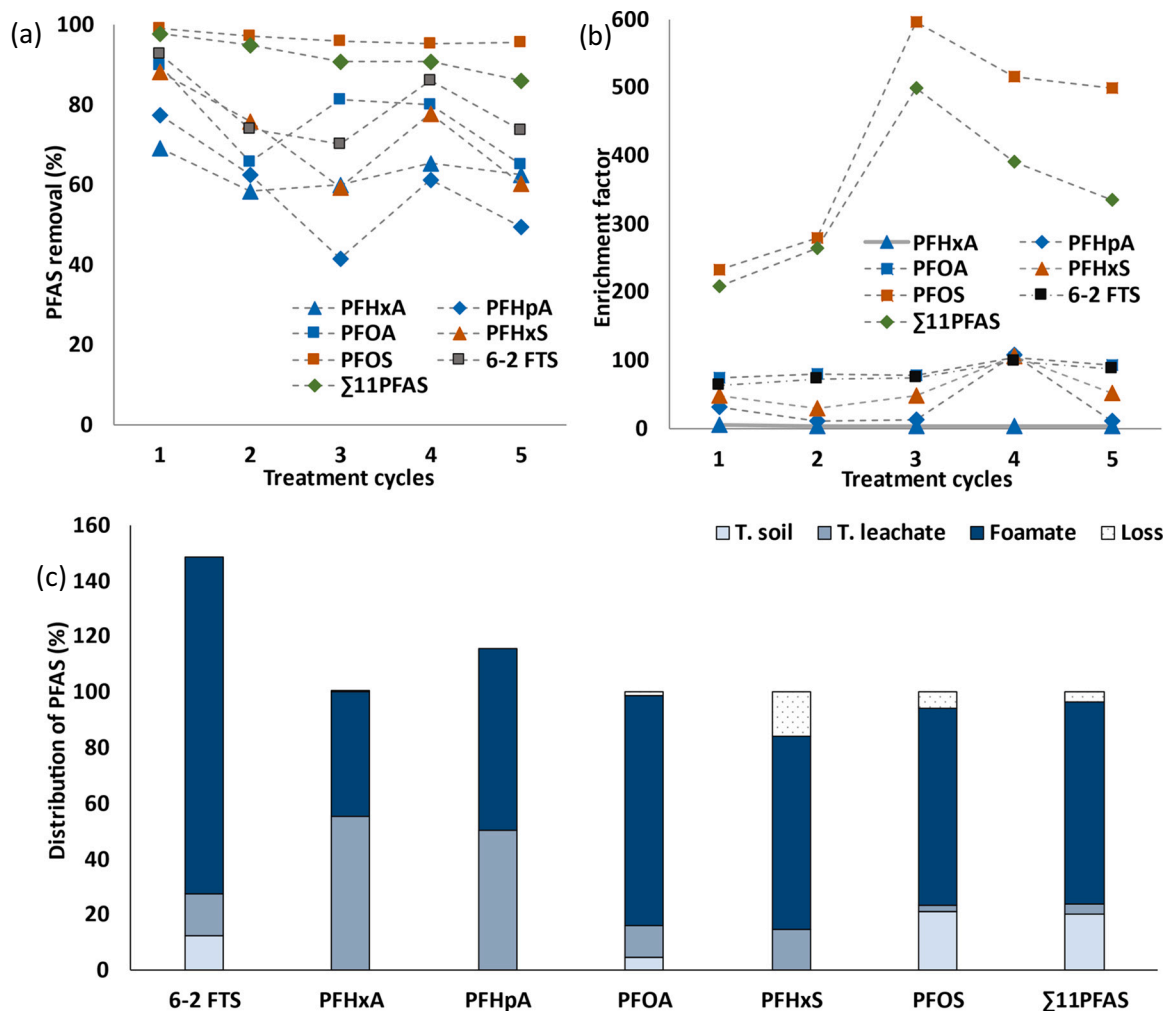 (a)
100
80
60
40
20
0
PFAS removal (%)
PFHxA PFHpA
PFOA PFHxS
PFOS 6-2 FTS
∑11PFAS
1 2 3 4 5
Treatment cycles
(b)
600
500
400
300
200
100
0
Enrichment factor
PFHxA PFHpA
PFOA PFHxS
PFOS 6-2 FTS
∑11PFAS
1 2 3 4 5
Treatment cycles
(c)
T. soil T. leachate Foamate Loss
160
140
120
100
80
60
40
20
0
Distribution of PFAS (%)
6-2 FTS PFHxA PFHpA PFOA PFHxS PFOS ∑11PFAS